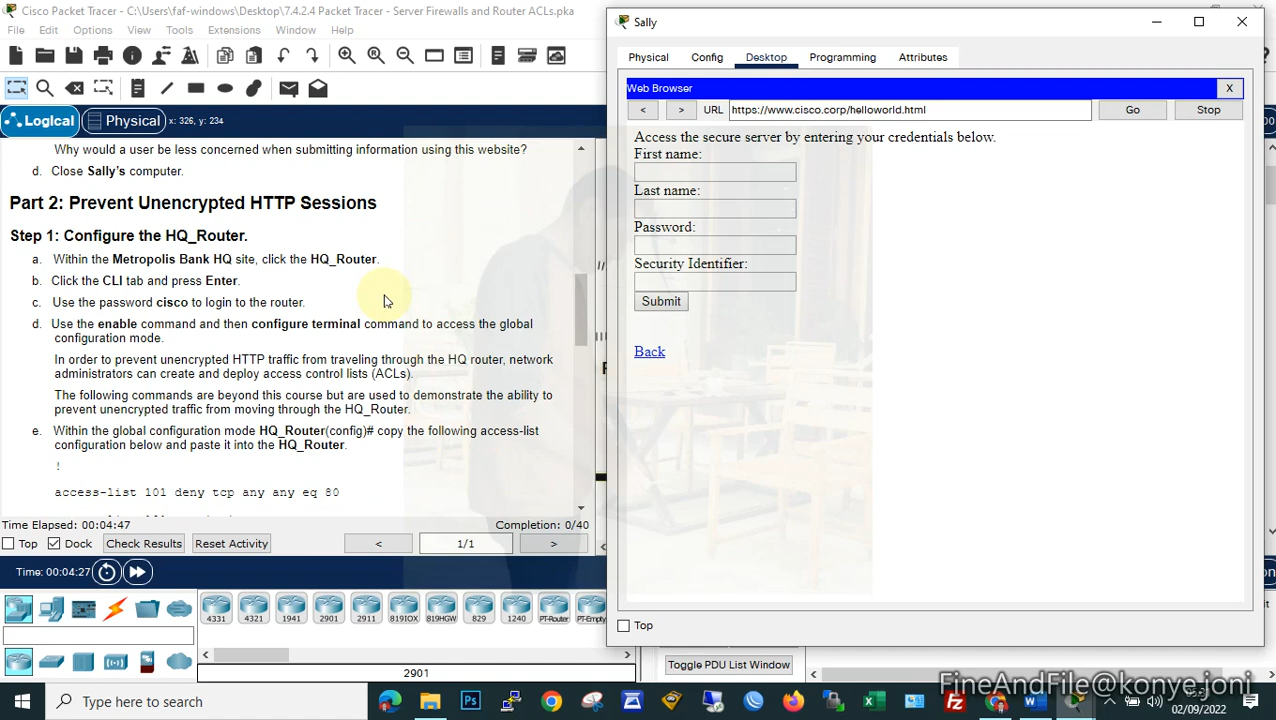 Cisco Packet Tracer - C:\Users\faf-windows\Desktop\7.4.2.4 Packet Tracer - Server Firewalls and Router ACLs.pka
File Edit Options View Tools Extensions Window Help
Logical Physical x: 326, y: 234
Why would a user be less concerned when submitting information using this website?
d. Close Sally's computer.
Part 2: Prevent Unencrypted HTTP Sessions
Step 1: Configure the HQ_Router.
a. Within the Metropolis Bank HQ site, click the HQ_Router.
b. Click the CLI tab and press Enter.
c. Use the password cisco to login to the router.
d. Use the enable command and then configure terminal command to access the global
configuration mode.
In order to prevent unencrypted HTTP traffic from traveling through the HQ router, network
administrators can create and deploy access control lists (ACLs).
The following commands are beyond this course but are used to demonstrate the ability to
prevent unencrypted traffic from moving through the HQ_Router.
e. Within the global configuration mode HQ_Router(config)# copy the following access-list
configuration below and paste it into the HQ_Router.
!
access-list 101 deny tcp any any eq 80
Time Elapsed: 00:04:47 Completion: 0/40
Top Dock Check Results Reset Activity < 1/1 >
Time: 00:04:27
4331 4321 1941 2901 2911 819IOX 819HGW 829 1240 PT-Router PT-Empty
2901
Sally
Physical Config Desktop Programming Attributes
Web Browser X
< > URL https://www.cisco.corp/helloworld.html Go Stop
Access the secure server by entering your credentials below.
First name:
Last name:
Password:
Security Identifier:
Submit
Back
Top
Toggle PDU List Window
FineAndFile@konye.joni
Type here to search
02/09/2022